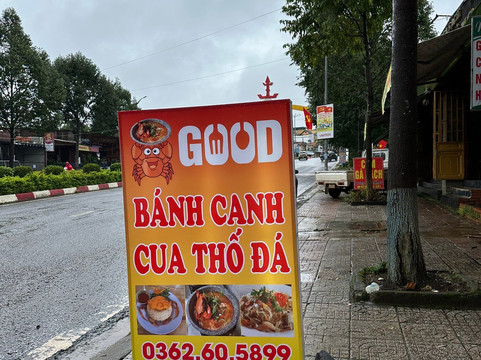 GOOD
BÁNH CANH
CUA THỐ ĐÁ
0362.60.5899